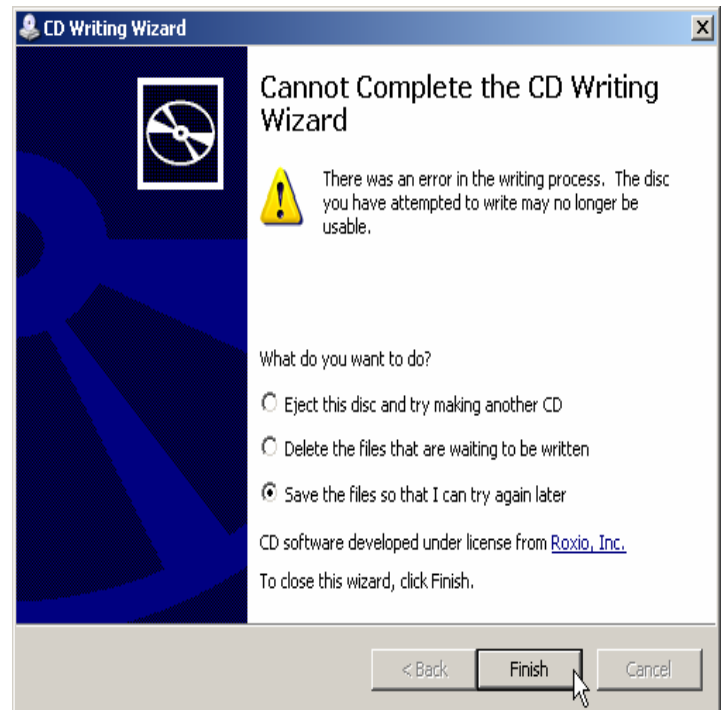 CD Writing Wizard
Cannot Complete the CD Writing
Wizard
There was an error in the writing process. The disc
you have attempted to write may no longer be
usable.
What do you want to do?
Eject this disc and try making another CD
Delete the files that are waiting to be written
Save the files so that I can try again later
CD software developed under license from Roxio, Inc.
To close this wizard, click Finish.
< Back Finish Cancel